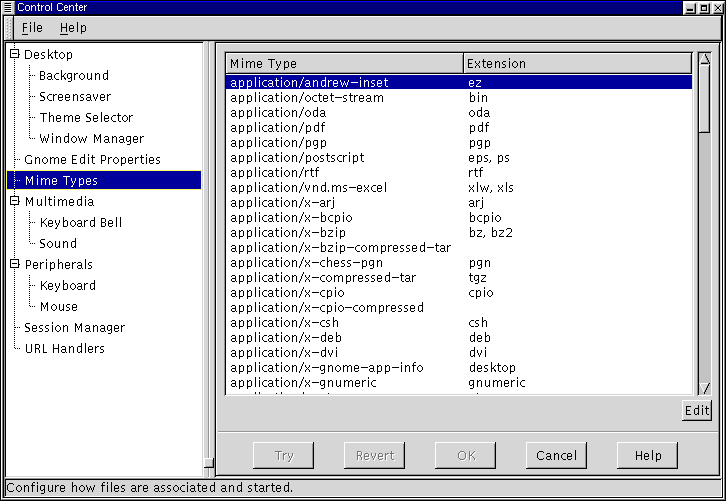 Control Center
File Help
Desktop
Background
Screensaver
Theme Selector
Window Manager
Gnome Edit Properties
Mime Types
Multimedia
Keyboard Bell
Sound
Peripherals
Keyboard
Mouse
Session Manager
URL Handlers
Mime Type Extension
application/andrew-inset ez
application/octet-stream bin
application/oda oda
application/pdf pdf
application/pgp pgp
application/postscript eps, ps
application/rtf rtf
application/vnd.ms-excel xlw, xls
application/x-arj arj
application/x-bcpio bcpio
application/x-bzip bz, bz2
application/x-bzip-compressed-tar
application/x-chess-pgn pgn
application/x-compressed-tar tgz
application/x-cpio cpio
application/x-cpio-compressed
application/x-csh csh
application/x-deb deb
application/x-dvi dvi
application/x-gnome-app-info desktop
application/x-gnumeric gnumeric
Edit
Try Revert OK Cancel Help
Configure how files are associated and started.